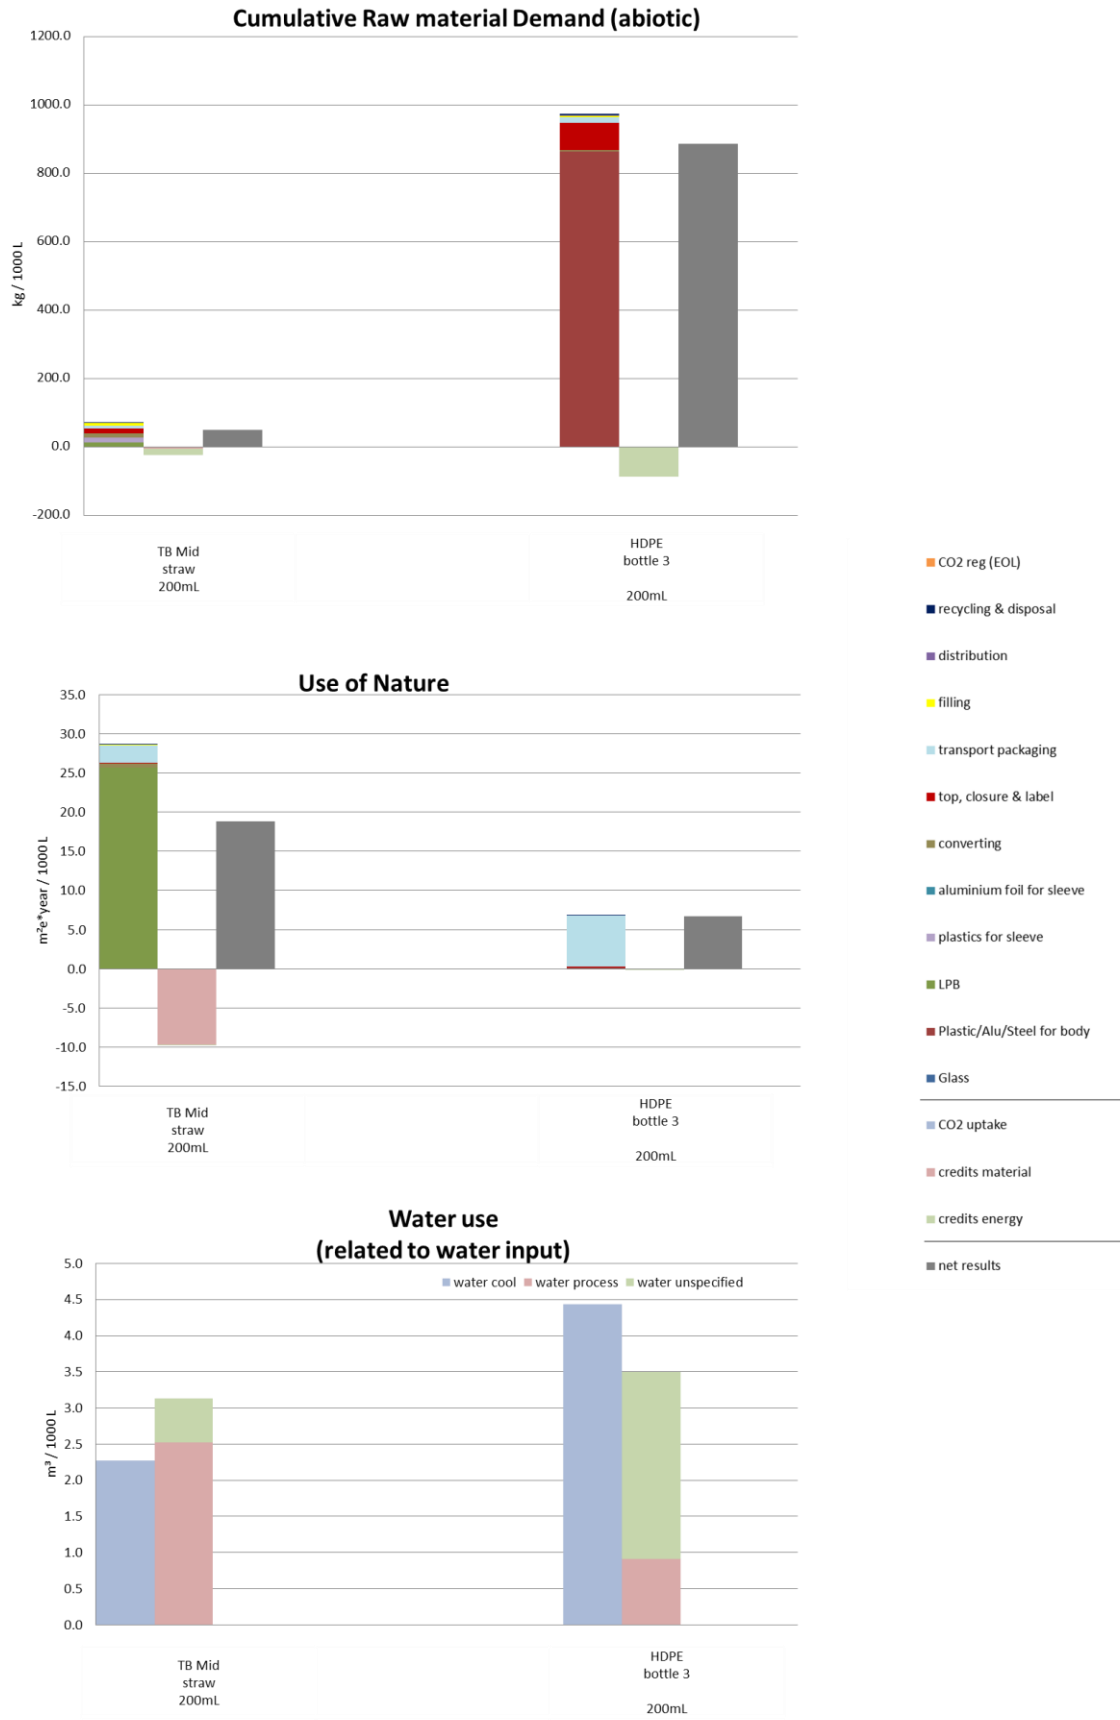 Cumulative Raw material Demand (abiotic)
1200.0
1000.0
800.0
600.0
400.0
200.0
0.0
-200.0
kg / 1000 L
TB Mid
straw
200mL
HDPE
bottle 3
200mL
Use of Nature
35.0
30.0
25.0
20.0
15.0
10.0
5.0
0.0
-5.0
-10.0
-15.0
m²e*year / 1000 L
TB Mid
straw
200mL
HDPE
bottle 3
200mL
CO2 reg (EOL)
recycling & disposal
distribution
filling
transport packaging
top, closure & label
converting
aluminium foil for sleeve
plastics for sleeve
LPB
Plastic/Alu/Steel for body
Glass
CO2 uptake
credits material
credits energy
net results
Water use
(related to water input)
water cool water process water unspecified
5.0
4.5
4.0
3.5
3.0
2.5
2.0
1.5
1.0
0.5
0.0
m³ / 1000 L
TB Mid
straw
200mL
HDPE
bottle 3
200mL